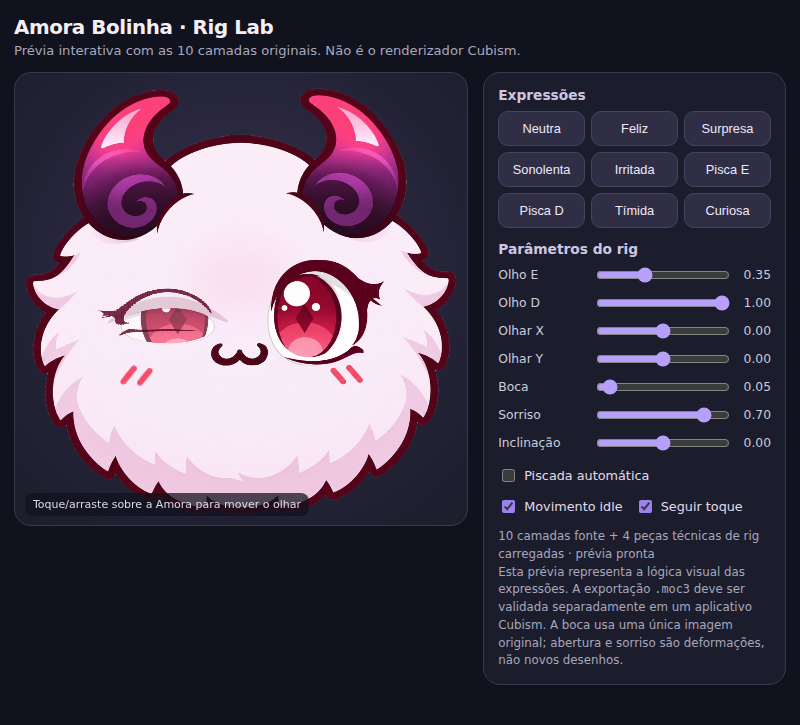 Amora Bolinha · Rig Lab
Prévia interativa com as 10 camadas originais. Não é o renderizador Cubism.
Toque/arraste sobre a Amora para mover o olhar
Expressões
Neutra
Feliz
Surpresa
Sonolenta
Irritada
Pisca E
Pisca D
Tímida
Curiosa
Parâmetros do rig
Olho E 0.35
Olho D 1.00
Olhar X 0.00
Olhar Y 0.00
Boca 0.05
Sorriso 0.70
Inclinação 0.00
Piscada automática
Movimento idle Seguir toque
10 camadas fonte + 4 peças técnicas de rig
carregadas · prévia pronta
Esta prévia representa a lógica visual das
expressões. A exportação .moc3 deve ser
validada separadamente em um aplicativo
Cubism. A boca usa uma única imagem
original; abertura e sorriso são deformações,
não novos desenhos.